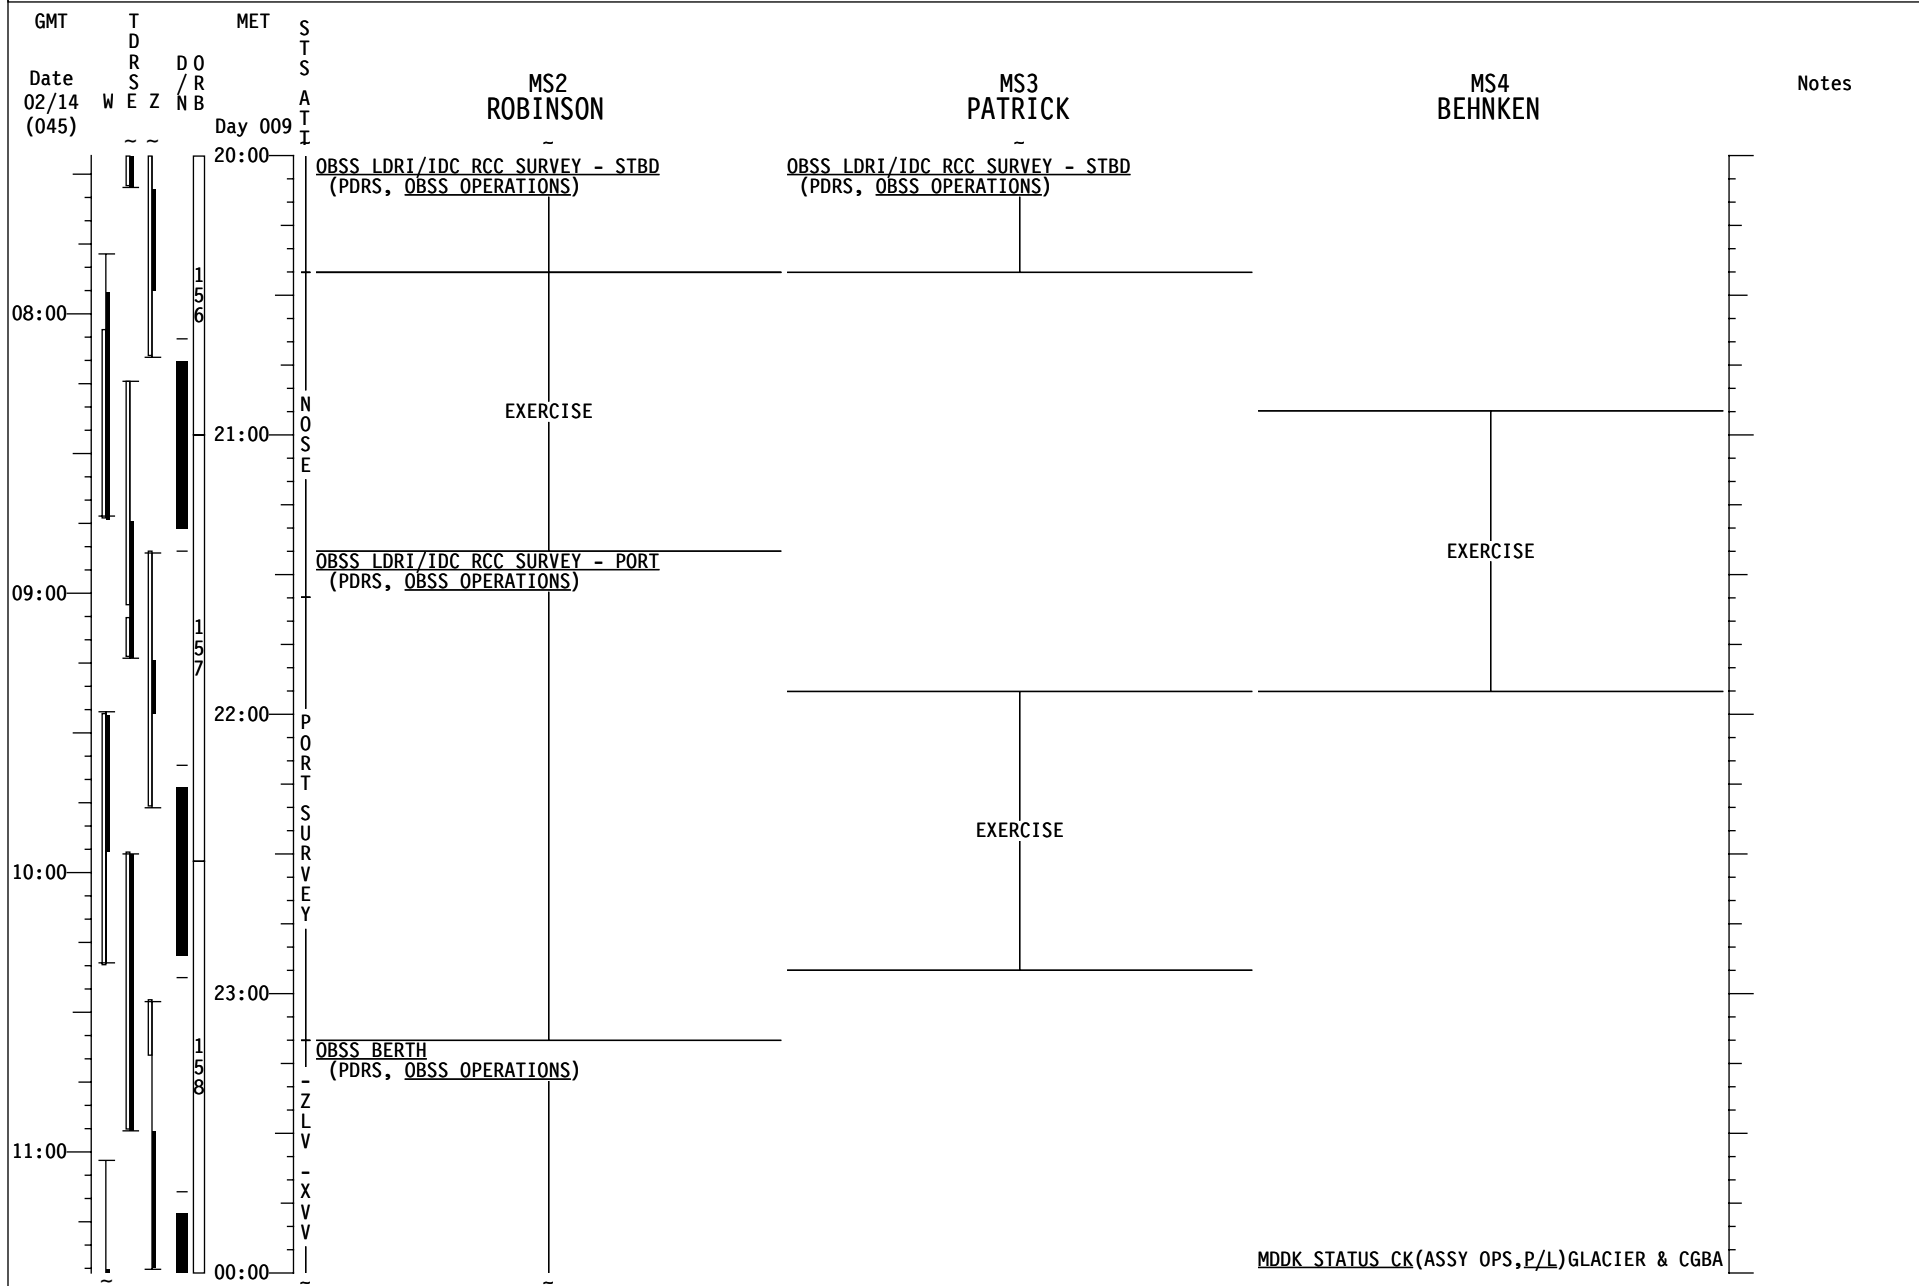 GMT
TDRS
MET
STS ATT
Date
02/14
(045)
W E Z
D/N
ORB
Day 009
MS2
ROBINSON
MS3
PATRICK
MS4
BEHNKEN
Notes
~ ~ ~ ~ ~
20:00
OBSS LDRI/IDC RCC SURVEY - STBD
(PDRS, OBSS OPERATIONS)
OBSS LDRI/IDC RCC SURVEY - STBD
(PDRS, OBSS OPERATIONS)
156
08:00
NOSE
EXERCISE
21:00
OBSS LDRI/IDC RCC SURVEY - PORT
(PDRS, OBSS OPERATIONS)
EXERCISE
09:00
157
22:00
PORT SURVEY
EXERCISE
10:00
23:00
158
OBSS BERTH
(PDRS, OBSS OPERATIONS)
-ZLV -XVV
11:00
MDDK STATUS CK(ASSY OPS,P/L)GLACIER & CGBA
00:00
~ ~ ~